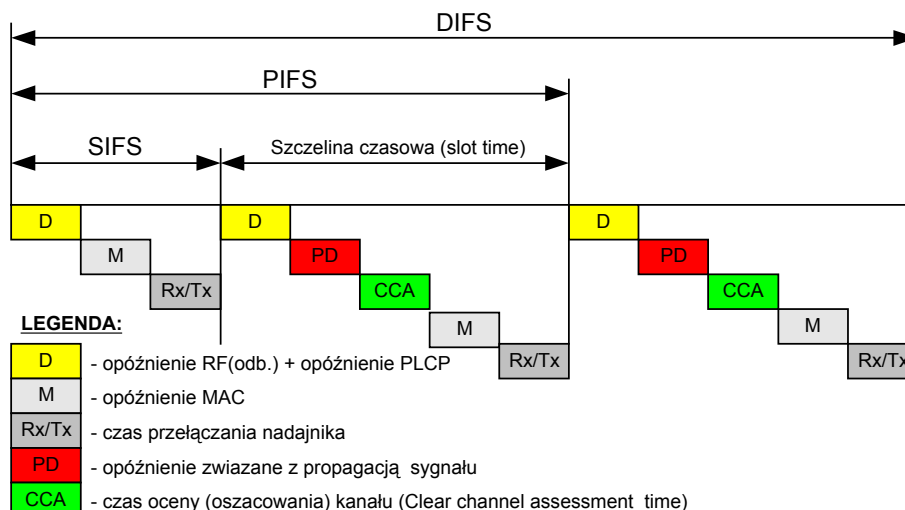 DIFS
PIFS
SIFS
Szczelina czasowa (slot time)
D
D
D
M
PD
PD
Rx/Tx
CCA
CCA
M
M
Rx/Tx
Rx/Tx
LEGENDA:
D - opóźnienie RF(odb.) + opóźnienie PLCP
M - opóźnienie MAC
Rx/Tx - czas przełączania nadajnika
PD - opóźnienie zwiazane z propagacją sygnału
CCA - czas oceny (oszacowania) kanału (Clear channel assessment time)